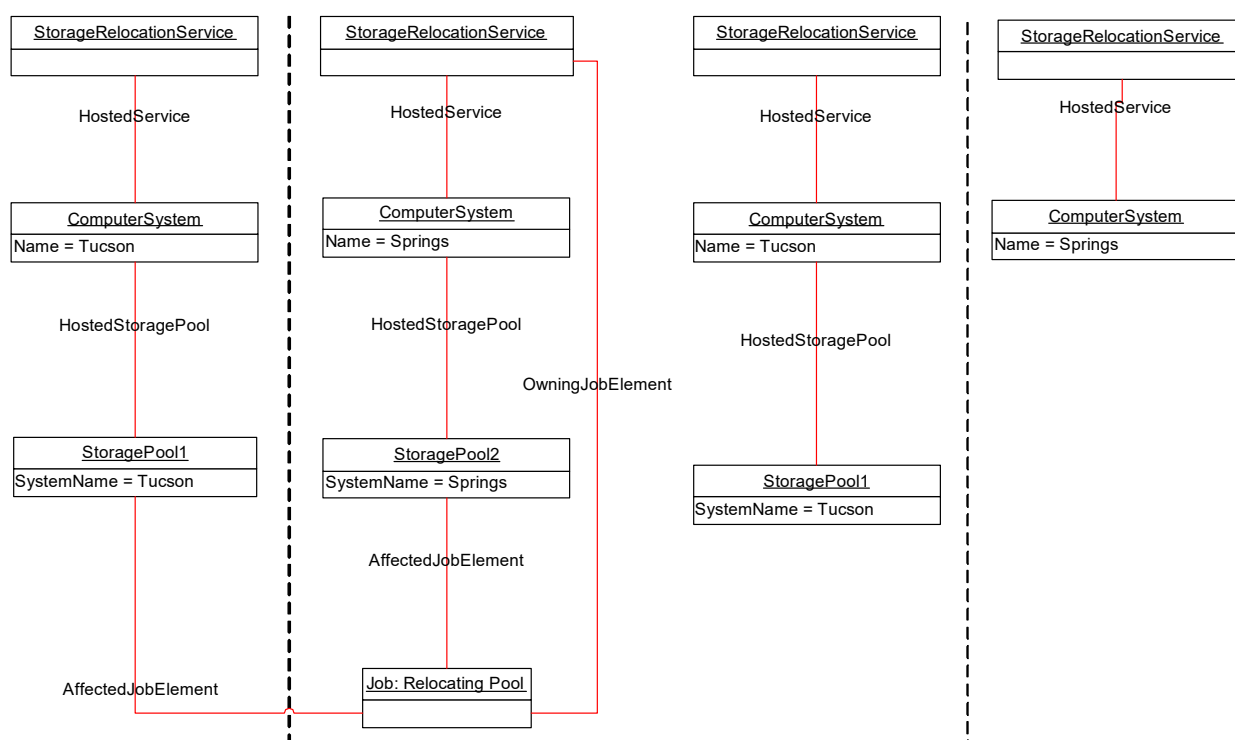 StorageRelocationService
StorageRelocationService
StorageRelocationService
StorageRelocationService
HostedService
HostedService
HostedService
HostedService
ComputerSystem
Name = Tucson
ComputerSystem
Name = Springs
ComputerSystem
Name = Tucson
ComputerSystem
Name = Springs
HostedStoragePool
HostedStoragePool
HostedStoragePool
OwningJobElement
StoragePool1
SystemName = Tucson
StoragePool2
SystemName = Springs
StoragePool1
SystemName = Tucson
AffectedJobElement
AffectedJobElement
Job: Relocating Pool